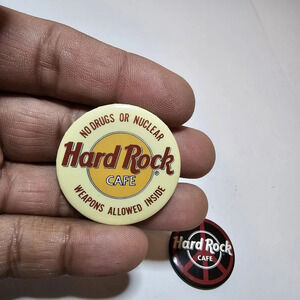 NO DRUGS OR NUCLEAR
Hard Rock
CAFE
®
WEAPONS ALLOWED INSIDE
Hard Rock
CAFE